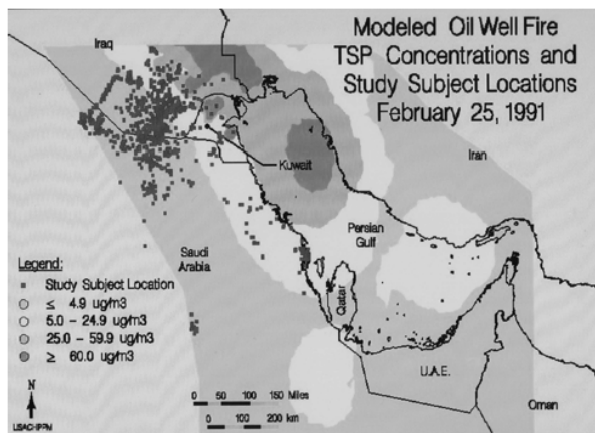 Modeled Oil Well Fire
TSP Concentrations and
Study Subject Locations
February 25, 1991
Iraq
Iran
Kuwait
Persian
Gulf
Saudi
Arabia
Qatar
U.A.E.
Oman
Legend:
Study Subject Location
≤ 4.9 ug/m3
5.0 - 24.9 ug/m3
25.0 - 59.9 ug/m3
≥ 60.0 ug/m3
N
0 50 100 150 Miles
0 100 200 km
USACHPPM